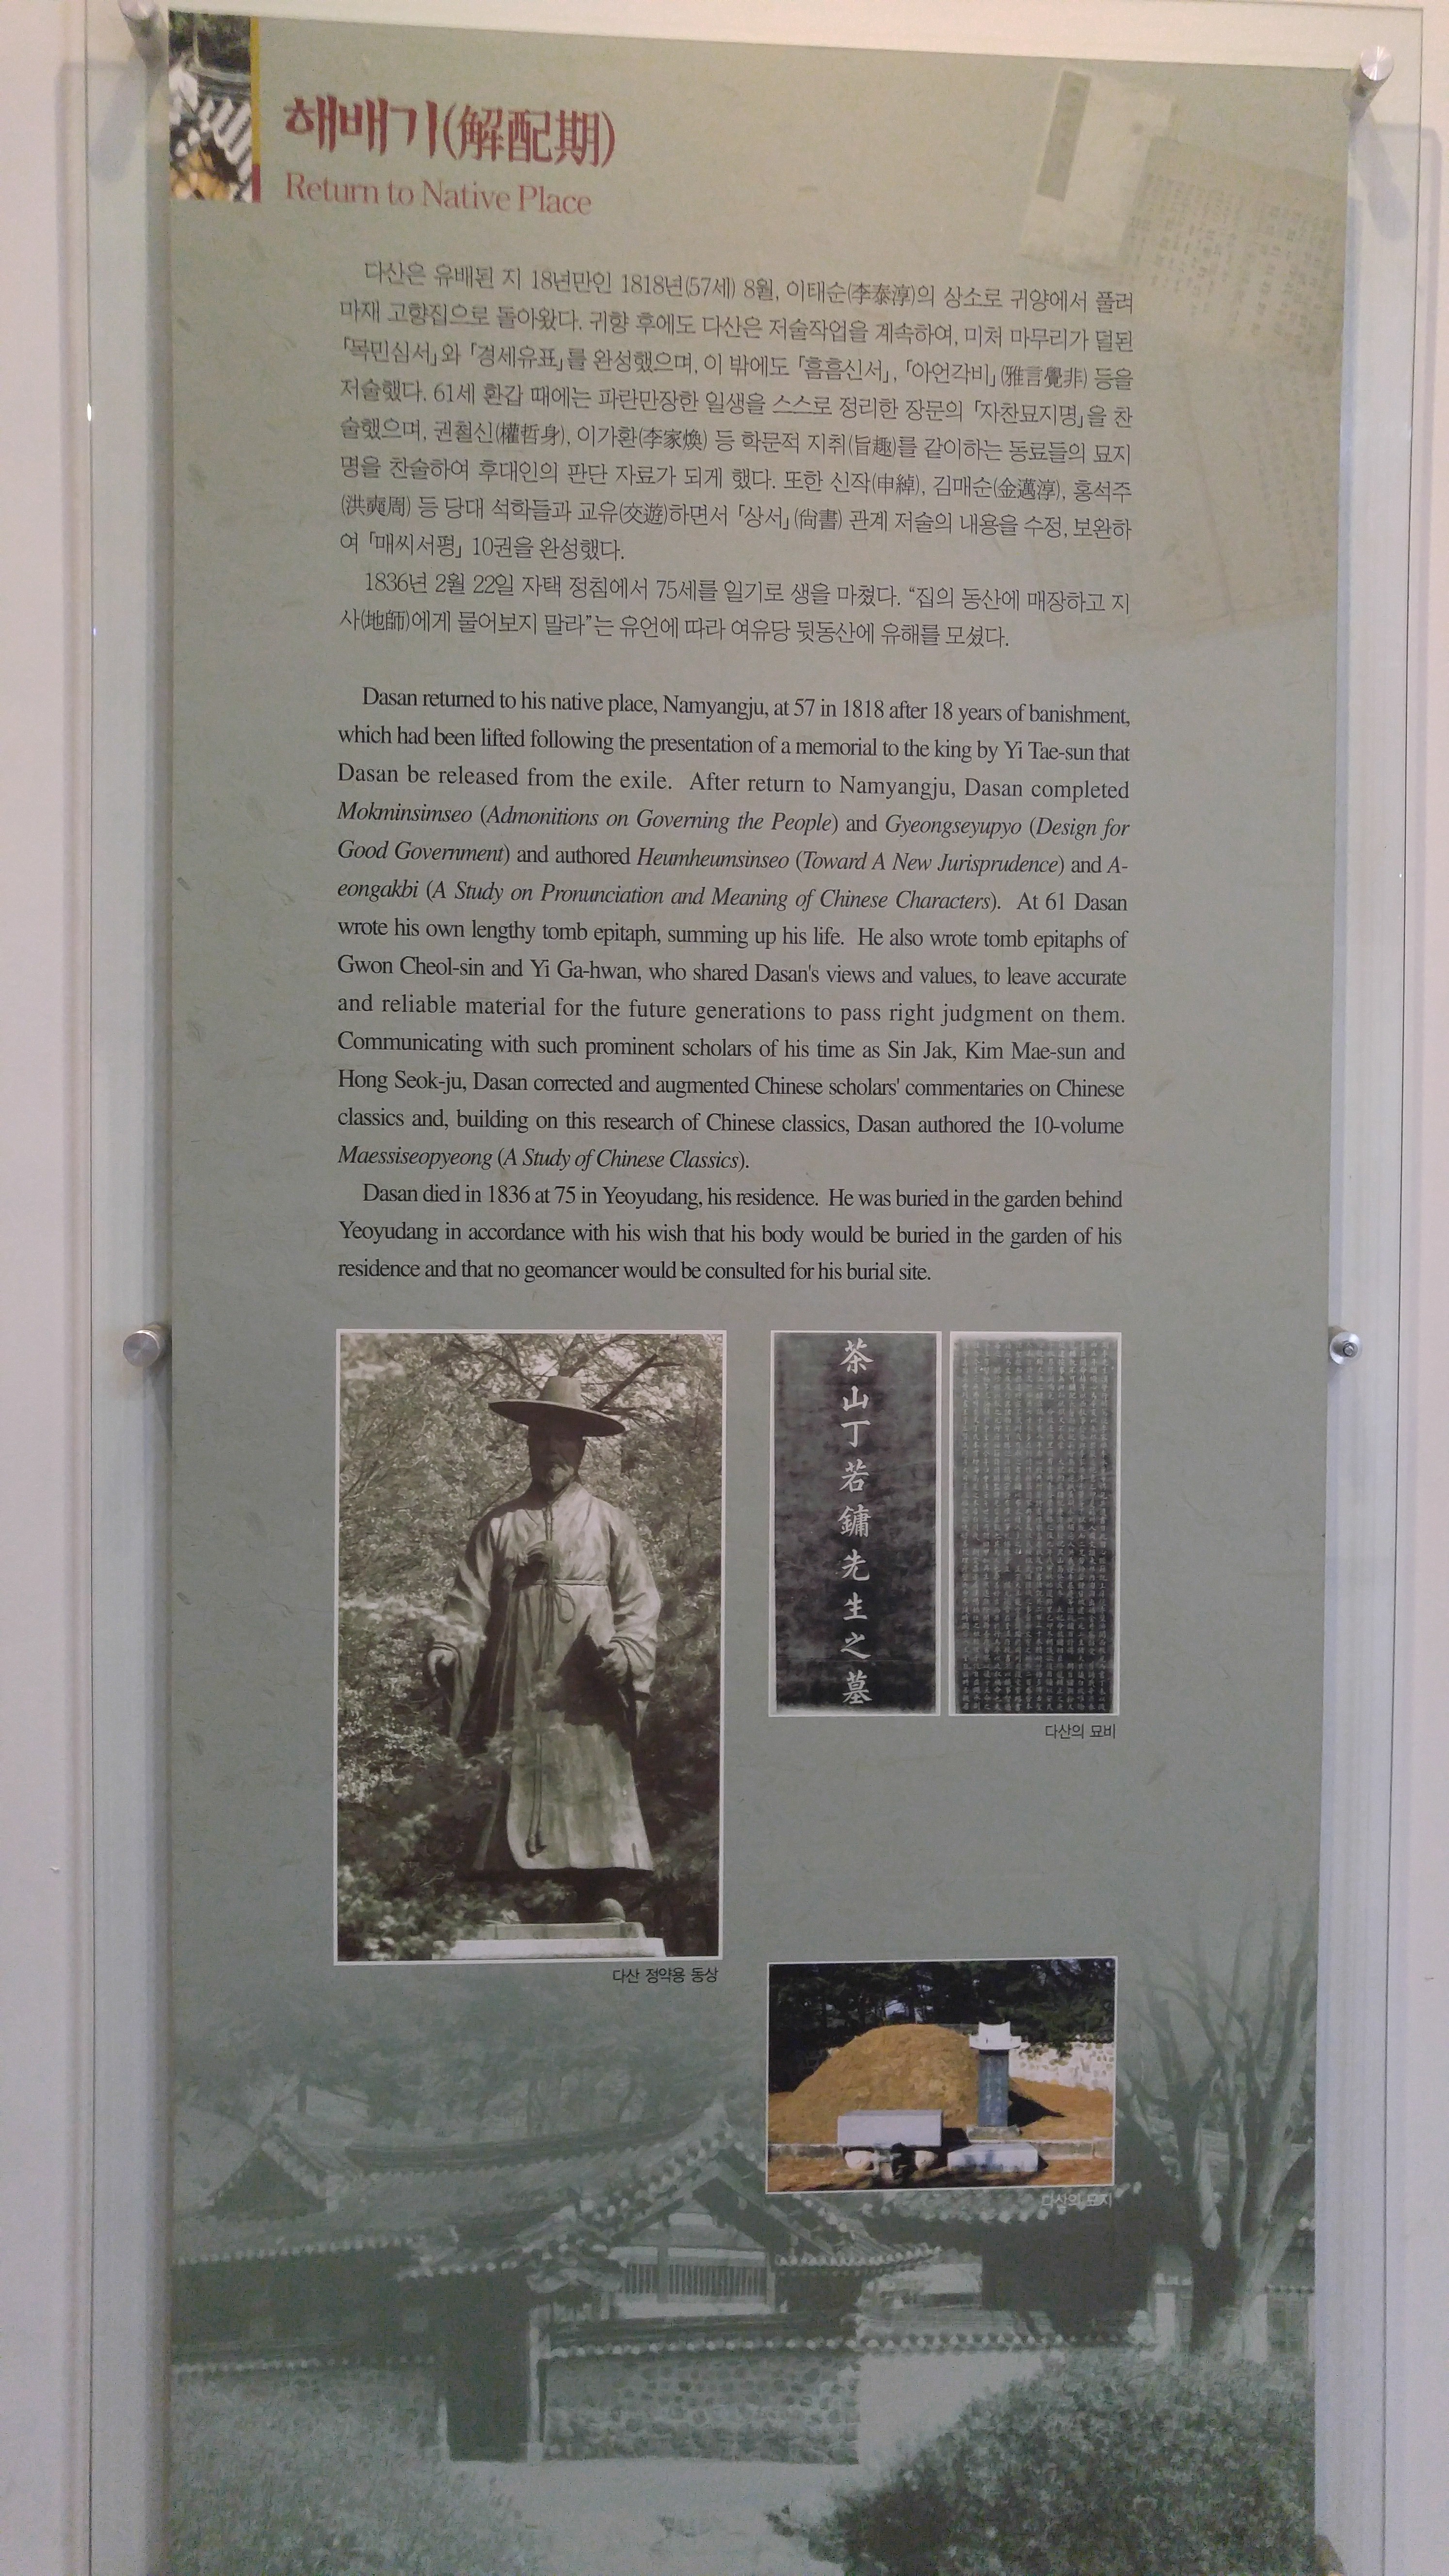 해배기(解配期)
Return to Native Place
다산은 유배된 지 18년만인 1818년(57세) 8월, 이태순(李泰淳)의 상소로 귀양에서 풀려
마재 고향집으로 돌아왔다. 귀향 후에도 다산은 저술작업을 계속하여, 미처 마무리가 덜된
「목민심서」와 「경세유표」를 완성했으며, 이 밖에도 「흠흠신서」, 「아언각비」(雅言覺非) 등을
저술했다. 61세 환갑 때에는 파란만장한 일생을 스스로 정리한 장문의 「자찬묘지명」을 찬
술했으며, 권철신(權哲身), 이가환(李家煥) 등 학문적 지취(旨趣)를 같이하는 동료들의 묘지
명을 찬술하여 후대인의 판단 자료가 되게 했다. 또한 신작(申綽), 김매순(金邁淳), 홍석주
(洪奭周) 등 당대 석학들과 교유(交遊)하면서 「상서」(尙書) 관계 저술의 내용을 수정, 보완하
여 「매씨서평」 10권을 완성했다.
1836년 2월 22일 자택 정침에서 75세를 일기로 생을 마쳤다. “집의 동산에 매장하고 지
사(地師)에게 물어보지 말라”는 유언에 따라 여유당 뒷동산에 유해를 모셨다.
Dasan returned to his native place, Namyangju, at 57 in 1818 after 18 years of banishment,
which had been lifted following the presentation of a memorial to the king by Yi Tae-sun that
Dasan be released from the exile. After return to Namyangju, Dasan completed
Mokminsimseo (Admonitions on Governing the People) and Gyeongseyupyo (Design for
Good Government) and authored Heumheumsinseo (Toward A New Jurisprudence) and A-
eongakbi (A Study on Pronunciation and Meaning of Chinese Characters). At 61 Dasan
wrote his own lengthy tomb epitaph, summing up his life. He also wrote tomb epitaphs of
Gwon Cheol-sin and Yi Ga-hwan, who shared Dasan's views and values, to leave accurate
and reliable material for the future generations to pass right judgment on them.
Communicating with such prominent scholars of his time as Sin Jak, Kim Mae-sun and
Hong Seok-ju, Dasan corrected and augmented Chinese scholars' commentaries on Chinese
classics and, building on this research of Chinese classics, Dasan authored the 10-volume
Maessiseopyeong (A Study of Chinese Classics).
Dasan died in 1836 at 75 in Yeoyudang, his residence. He was buried in the garden behind
Yeoyudang in accordance with his wish that his body would be buried in the garden of his
residence and that no geomancer would be consulted for his burial site.
茶山丁若鏞先生之墓
다산의 묘비
다산 정약용 동상
다산의 묘지